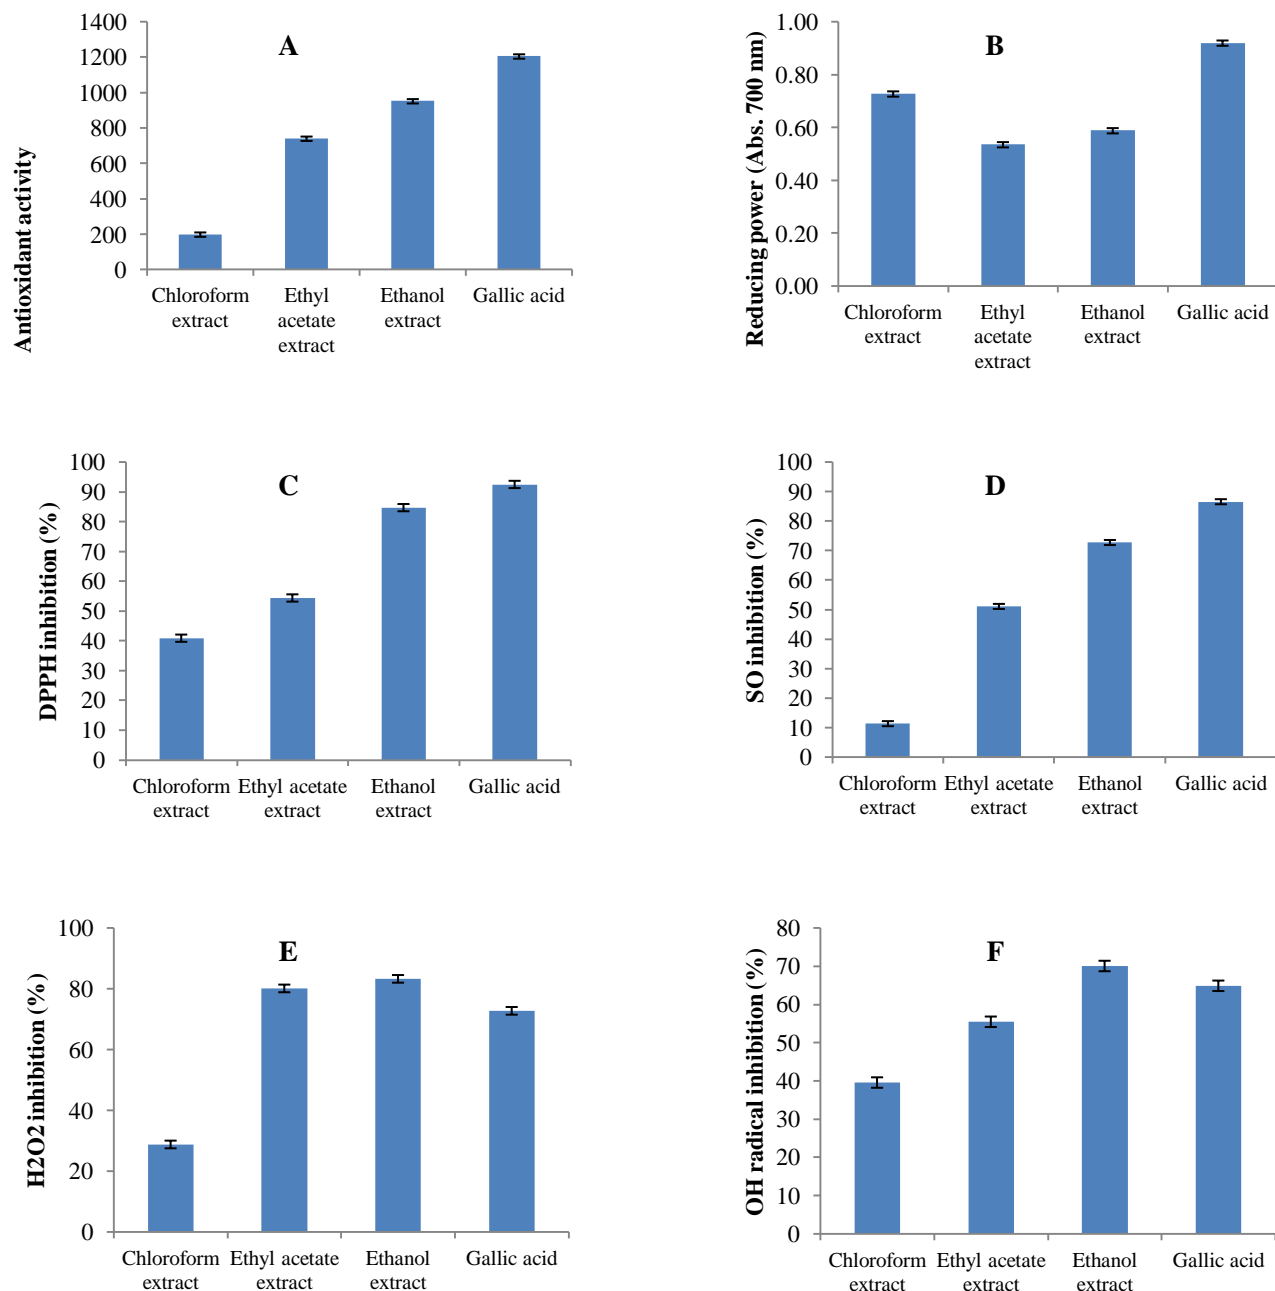 A
Antioxidant activity
1400
1200
1000
800
600
400
200
0
Chloroform
extract
Ethyl
acetate
extract
Ethanol
extract
Gallic acid
B
Reducing power (Abs. 700 nm)
1.00
0.80
0.60
0.40
0.20
0.00
Chloroform
extract
Ethyl
acetate
extract
Ethanol
extract
Gallic acid
C
DPPH inhibition (%)
100
90
80
70
60
50
40
30
20
10
0
Chloroform
extract
Ethyl acetate
extract
Ethanol
extract
Gallic acid
D
SO inhibition (%)
100
90
80
70
60
50
40
30
20
10
0
Chloroform
extract
Ethyl acetate
extract
Ethanol
extract
Gallic acid
E
H2O2 inhibition (%)
100
80
60
40
20
0
Chloroform
extract
Ethyl acetate
extract
Ethanol
extract
Gallic acid
F
OH radical inhibition (%)
80
70
60
50
40
30
20
10
0
Chloroform
extract
Ethyl acetate
extract
Ethanol
extract
Gallic acid